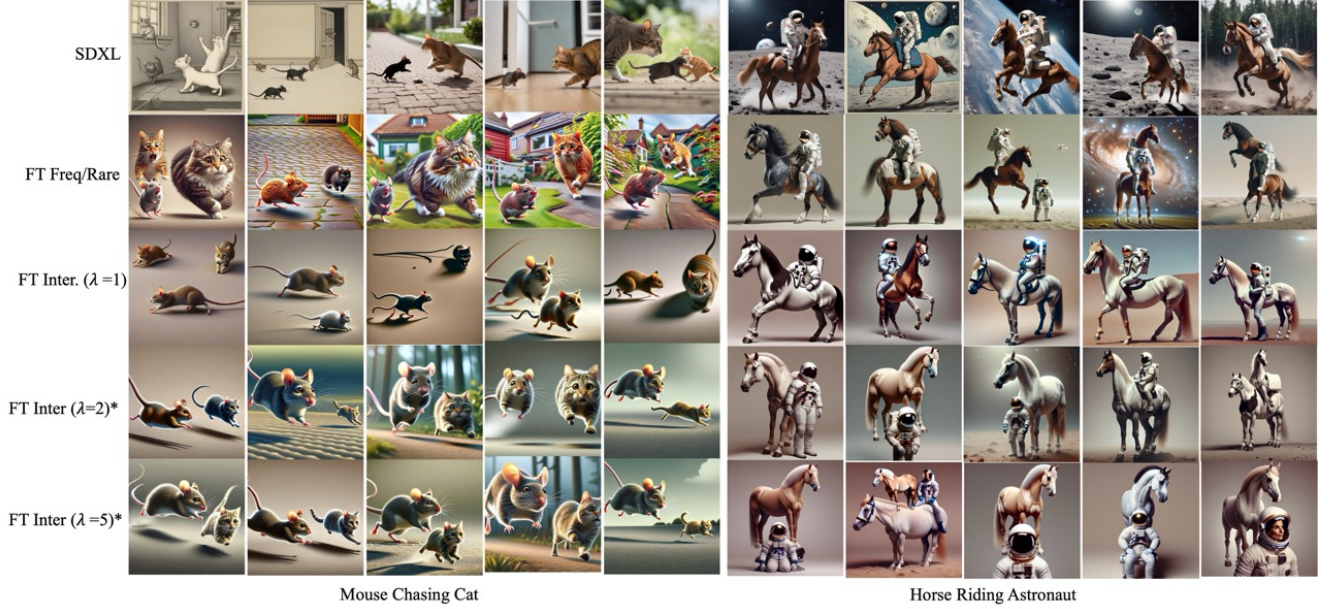 SDXL
FT Freq/Rare
FT Inter. (λ =1)
FT Inter (λ=2)*
FT Inter (λ =5)*
Mouse Chasing Cat
Horse Riding Astronaut